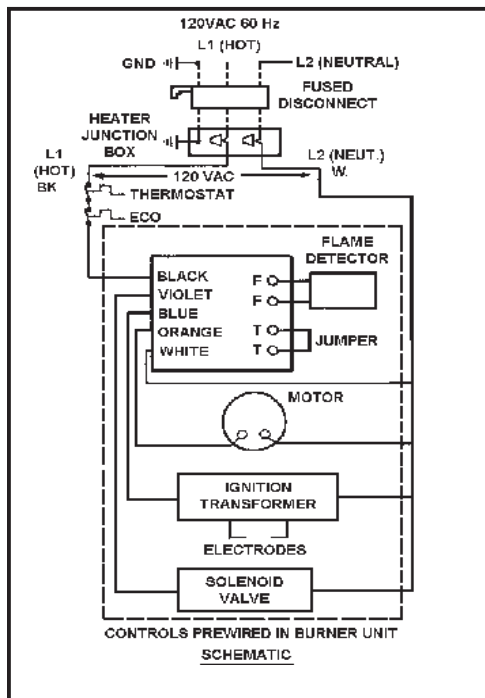 120VAC 60 Hz
L1 (HOT)
GND
L2 (NEUTRAL)
FUSED
DISCONNECT
HEATER
JUNCTION
BOX
L1
(HOT)
BK
120 VAC
L2 (NEUT.)
W.
THERMOSTAT
ECO
FLAME
DETECTOR
BLACK
VIOLET
BLUE
ORANGE
WHITE
F
F
T
T
JUMPER
MOTOR
IGNITION
TRANSFORMER
ELECTRODES
SOLENOID
VALVE
CONTROLS PREWIRED IN BURNER UNIT
SCHEMATIC